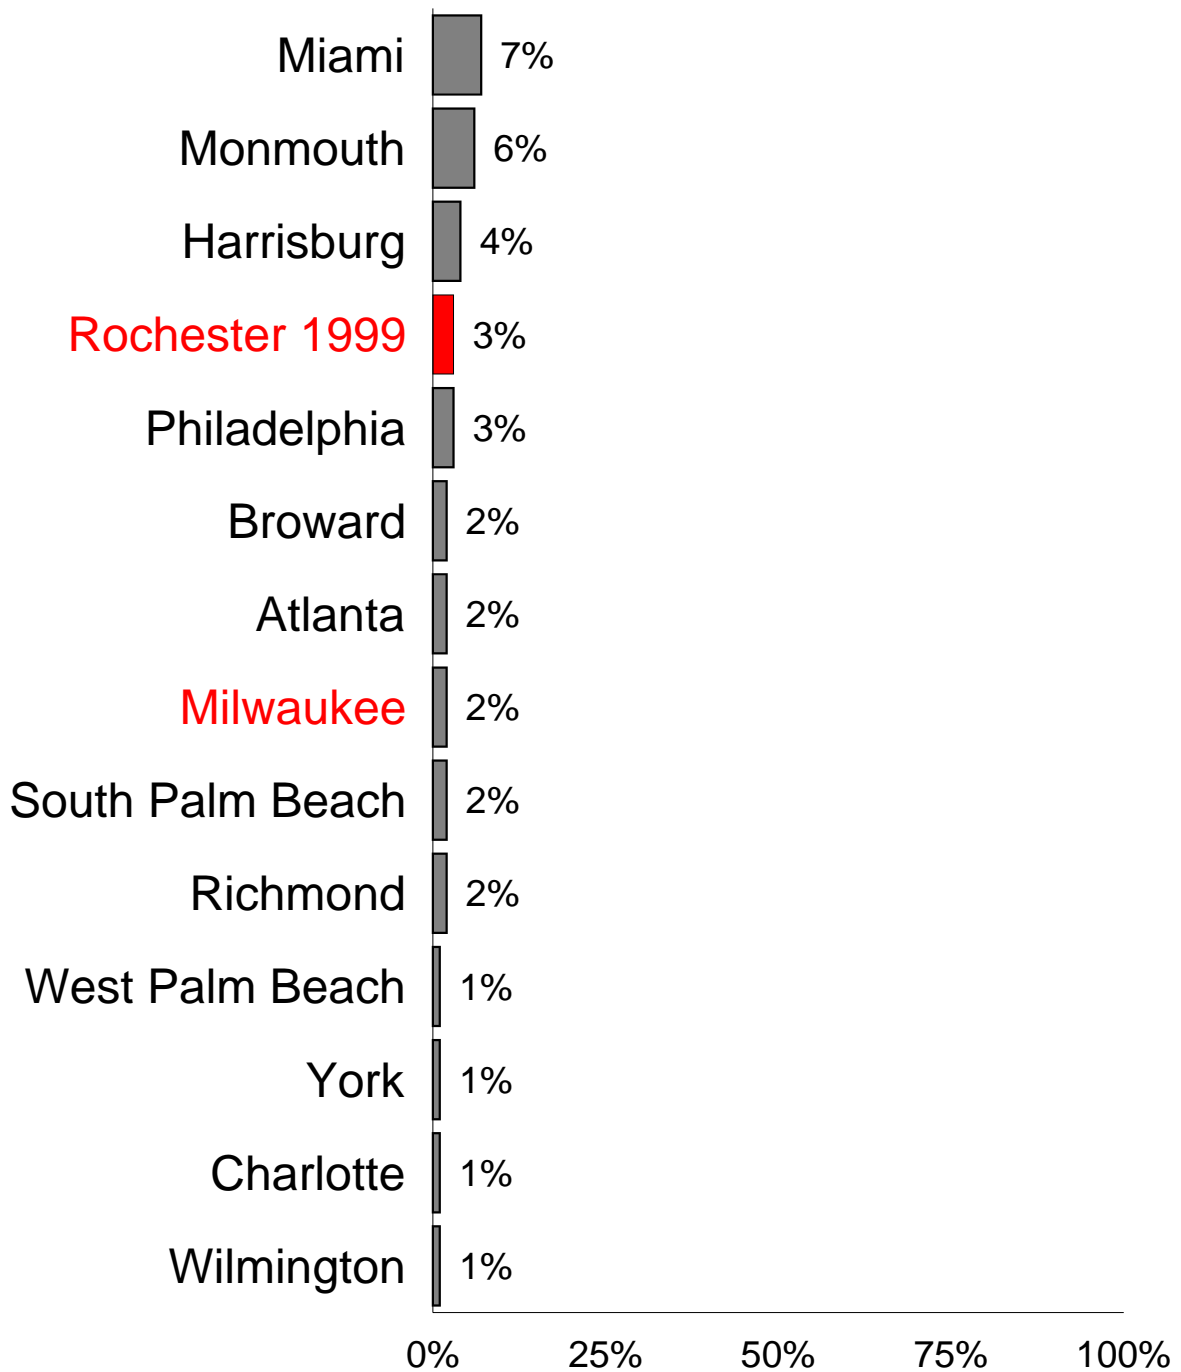 Miami 7%
Monmouth 6%
Harrisburg 4%
Rochester 1999 3%
Philadelphia 3%
Broward 2%
Atlanta 2%
Milwaukee 2%
South Palm Beach 2%
Richmond 2%
West Palm Beach 1%
York 1%
Charlotte 1%
Wilmington 1%
0% 25% 50% 75% 100%